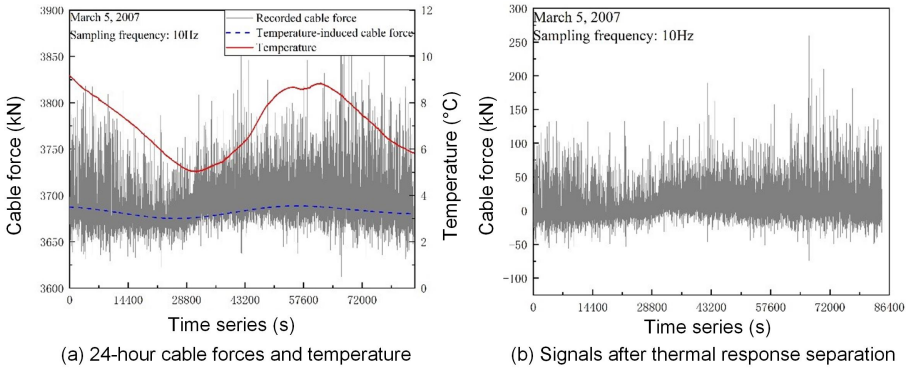 March 5, 2007
Sampling frequency: 10Hz
Recorded cable force
Temperature-induced cable force
Temperature
3900
3850
3800
3750
3700
3650
3600
12
10
8
6
4
2
0
0 14400 28800 43200 57600 72000
Cable force (kN)
Temperature (°C)
Time series (s)
(a) 24-hour cable forces and temperature
March 5, 2007
Sampling frequency: 10Hz
300
250
200
150
100
50
0
−50
−100
0 14400 28800 43200 57600 72000 86400
Cable force (kN)
Time series (s)
(b) Signals after thermal response separation